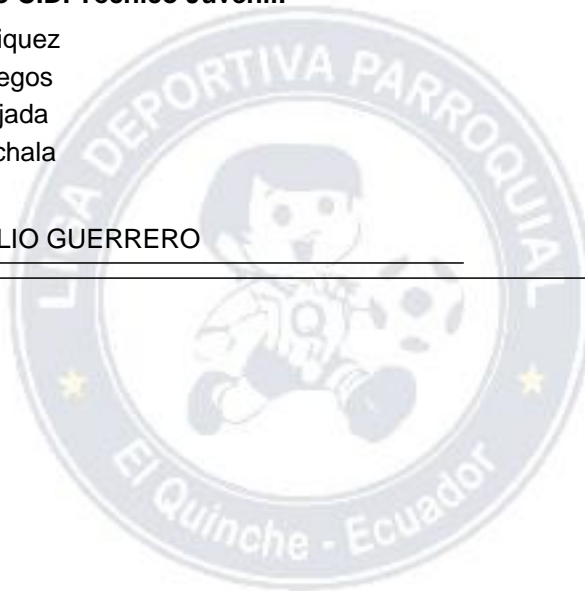 C.D. Técnico Juvenil.
iquez
egos
jada
chala
LIO GUERRERO
LIGA DEPORTIVA PARROQUIAL
Q
El Quinche - Ecuador